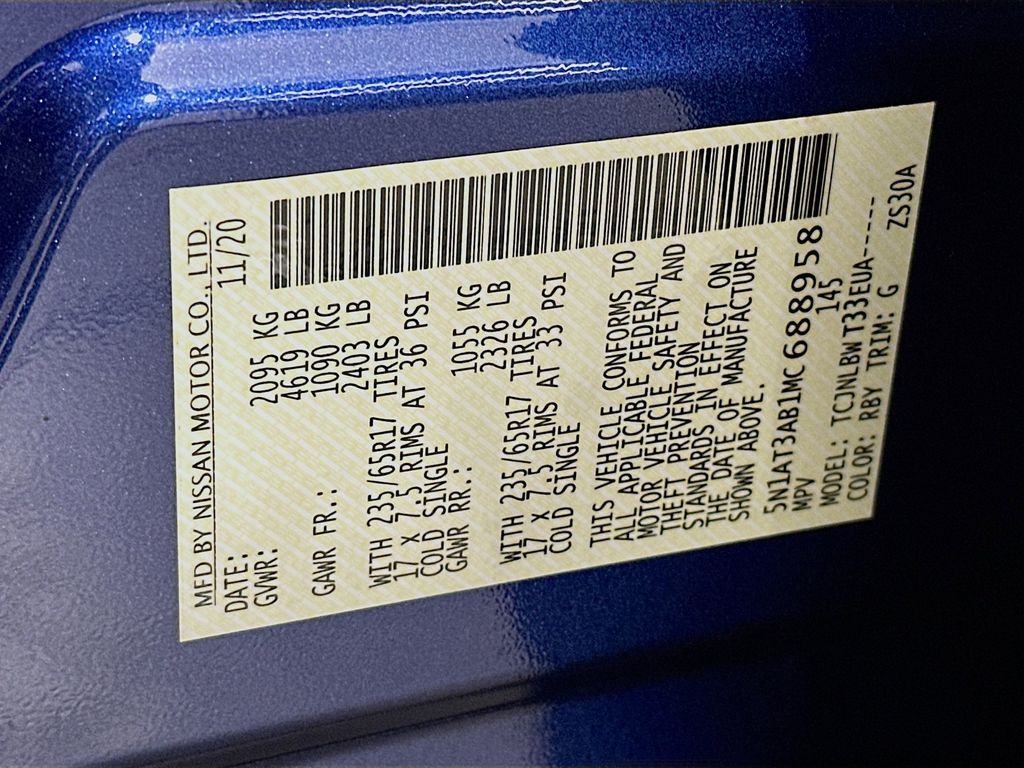 MFD BY NISSAN MOTOR CO., LTD.
DATE: 11/20
GVWR: 2095 KG
4619 LB
GAWR FR.: 1090 KG
2403 LB
WITH 235/65R17 TIRES
17 x 7.5 RIMS AT 36 PSI
COLD SINGLE
GAWR RR.: 1055 KG
2326 LB
WITH 235/65R17 TIRES
17 x 7.5 RIMS AT 33 PSI
COLD SINGLE
THIS VEHICLE CONFORMS TO
ALL APPLICABLE FEDERAL
MOTOR VEHICLE SAFETY AND
THEFT PREVENTION
STANDARDS IN EFFECT ON
THE DATE OF MANUFACTURE
SHOWN ABOVE.
5N1AT3AB1MC688958
MPV 145
MODEL: TCJNLBW T33EUA-----
COLOR: RBY TRIM: G ZS30A